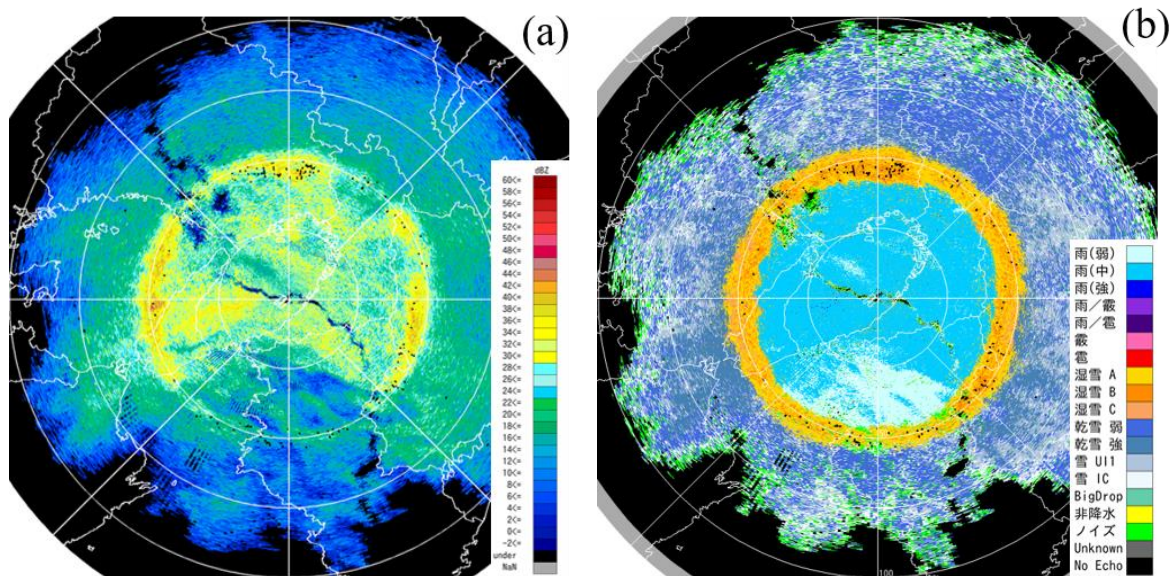 (a)
dBZ
60<=
58<=
56<=
54<=
52<=
50<=
48<=
46<=
44<=
42<=
40<=
38<=
36<=
34<=
32<=
30<=
28<=
26<=
24<=
22<=
20<=
18<=
16<=
14<=
12<=
10<=
8<=
6<=
4<=
2<=
0<=
-2<=
under
NaN
(b)
雨(弱)
雨(中)
雨(強)
雨/霰
雨/雹
霰
雹
湿雪 A
湿雪 B
湿雪 C
乾雪 弱
乾雪 強
雪 UI1
雪 IC
BigDrop
非降水
ノイズ
Unknown
No Echo
100